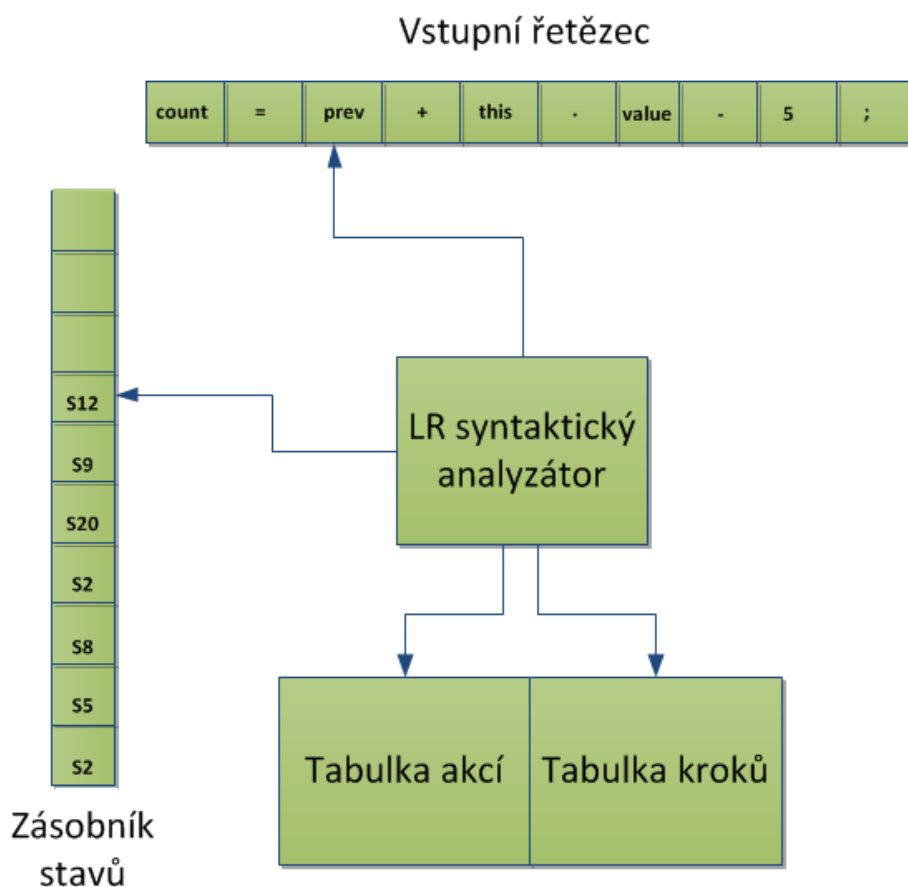 Vstupní řetězec
count = prev + this . value - 5 ;
S12
S9
S20
S2
S8
S5
S2
LR syntaktický
analyzátor
Tabulka akcí
Tabulka kroků
Zásobník
stavů